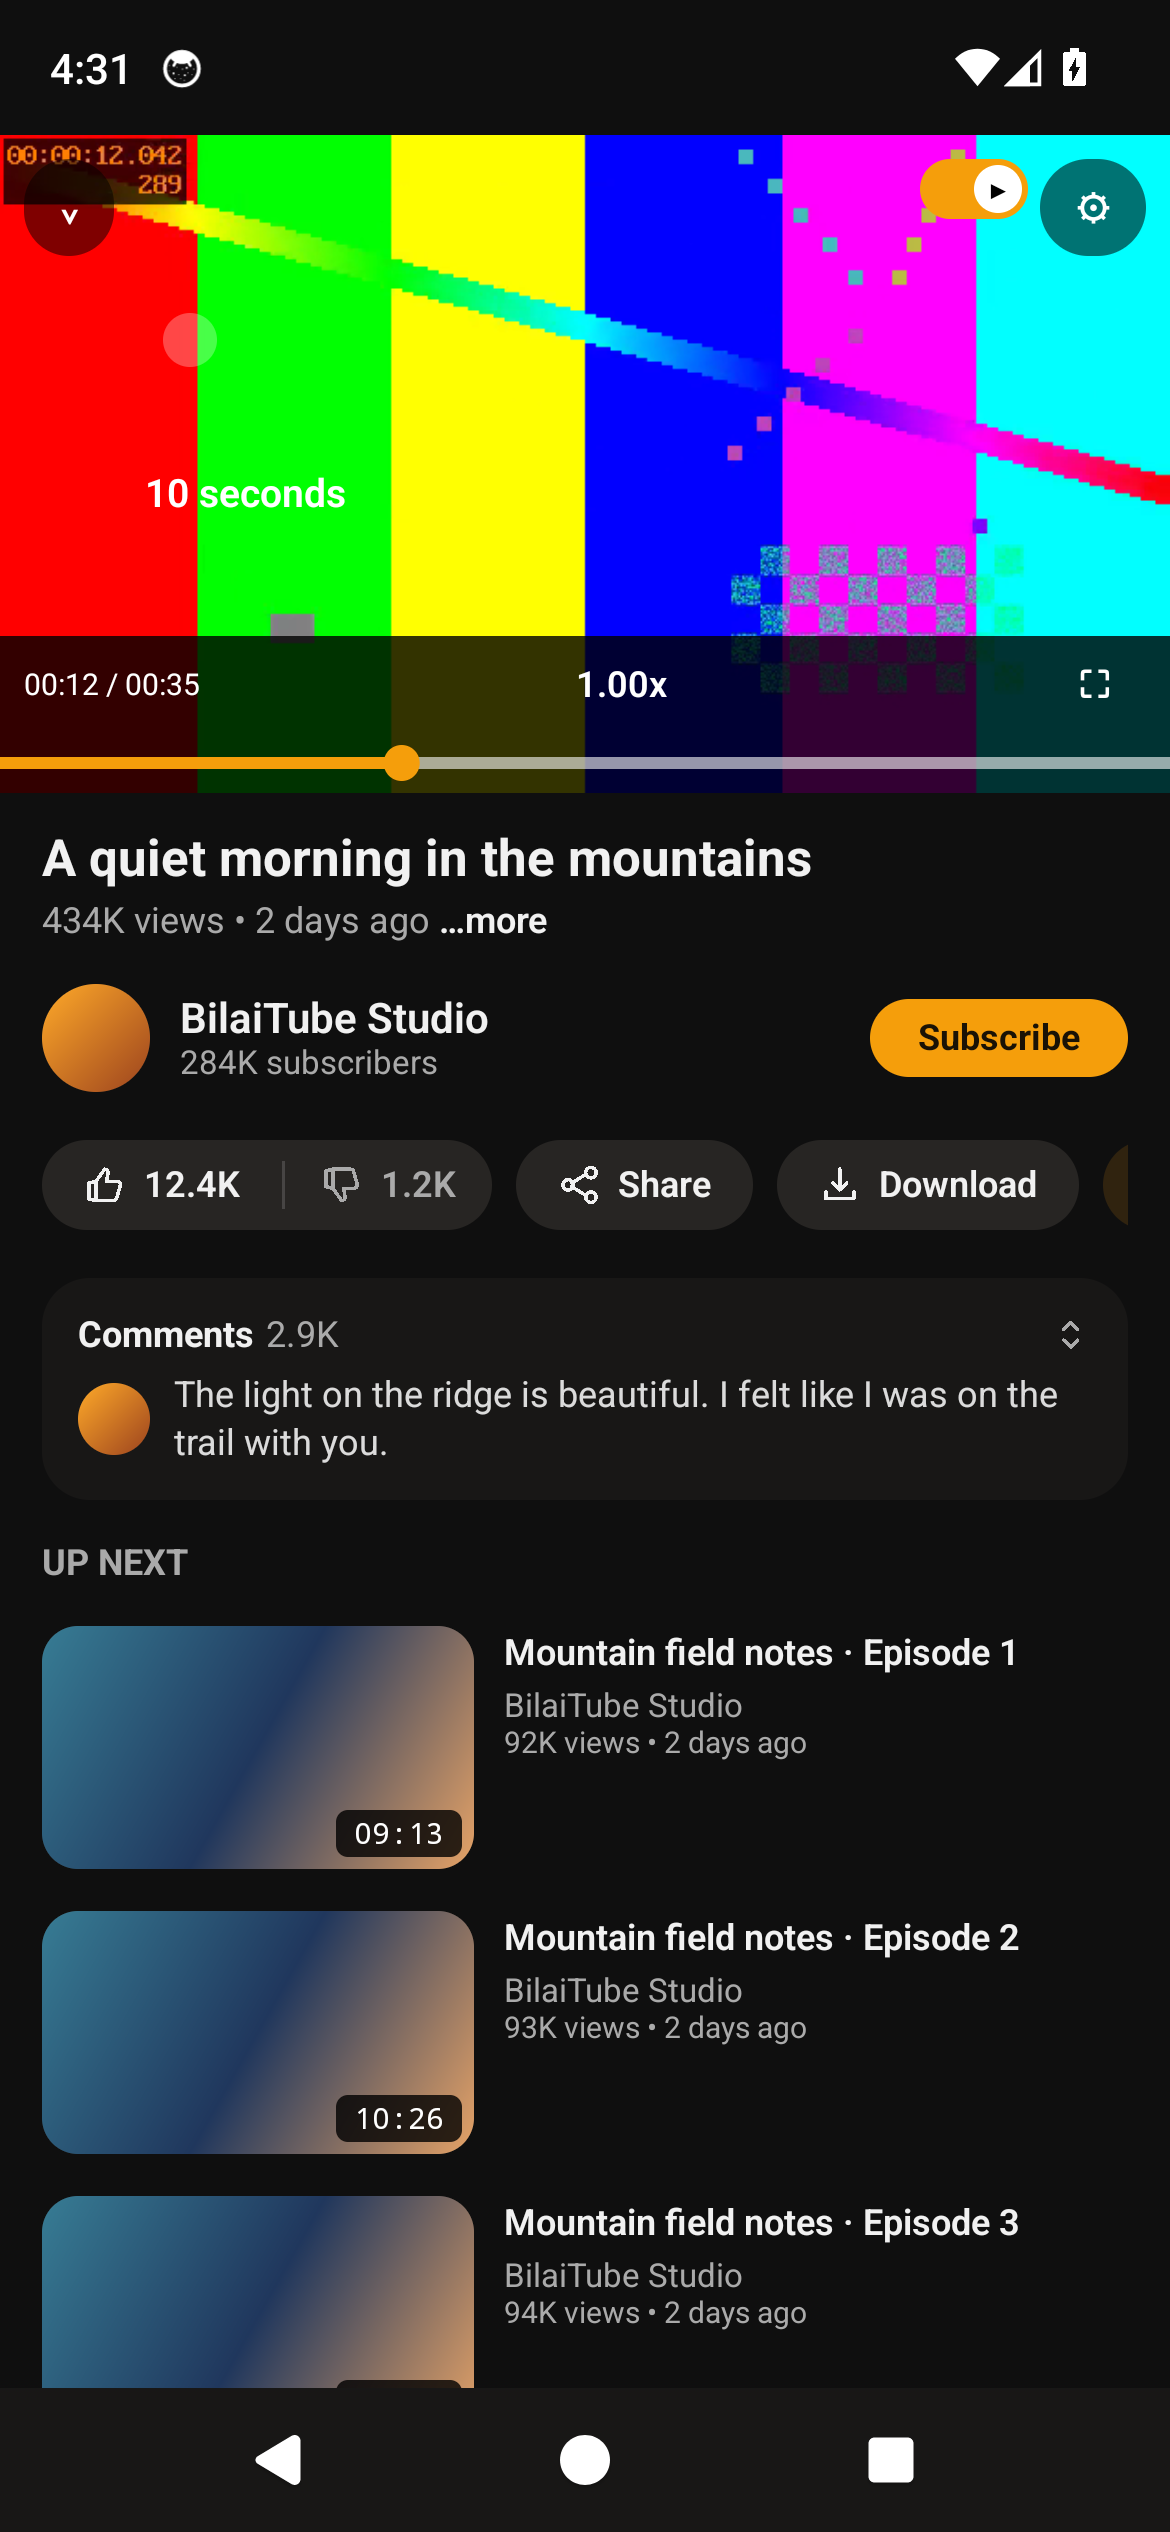 4:31
00:00:12.042
289
10 seconds
00:12 / 00:35
1.00x
A quiet morning in the mountains
434K views • 2 days ago ...more
BilaiTube Studio
284K subscribers
Subscribe
12.4K
1.2K
Share
Download
Comments 2.9K
The light on the ridge is beautiful. I felt like I was on the
trail with you.
UP NEXT
Mountain field notes · Episode 1
BilaiTube Studio
92K views • 2 days ago
09:13
Mountain field notes · Episode 2
BilaiTube Studio
93K views • 2 days ago
10:26
Mountain field notes · Episode 3
BilaiTube Studio
94K views • 2 days ago